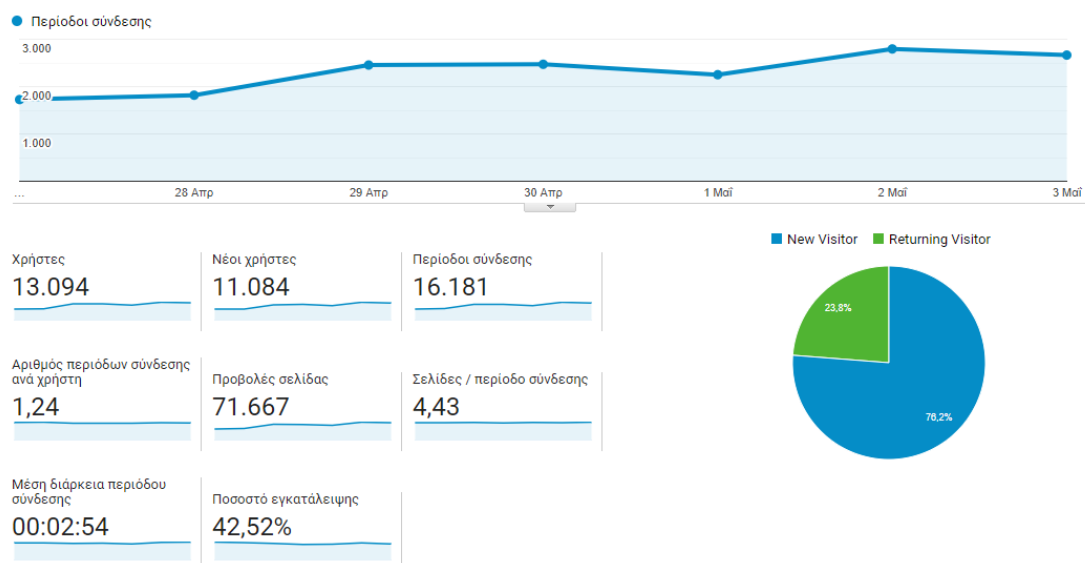 Περίοδοι σύνδεσης
3.000
2.000
1.000
...
28 Απρ
29 Απρ
30 Απρ
1 Μαΐ
2 Μαΐ
3 Μαΐ
New Visitor
Returning Visitor
Χρήστες
13.094
Νέοι χρήστες
11.084
Περίοδοι σύνδεσης
16.181
23,8%
76,2%
Αριθμός περιόδων σύνδεσης
ανά χρήστη
1,24
Προβολές σελίδας
71.667
Σελίδες / περίοδο σύνδεσης
4,43
Μέση διάρκεια περιόδου
σύνδεσης
00:02:54
Ποσοστό εγκατάλειψης
42,52%